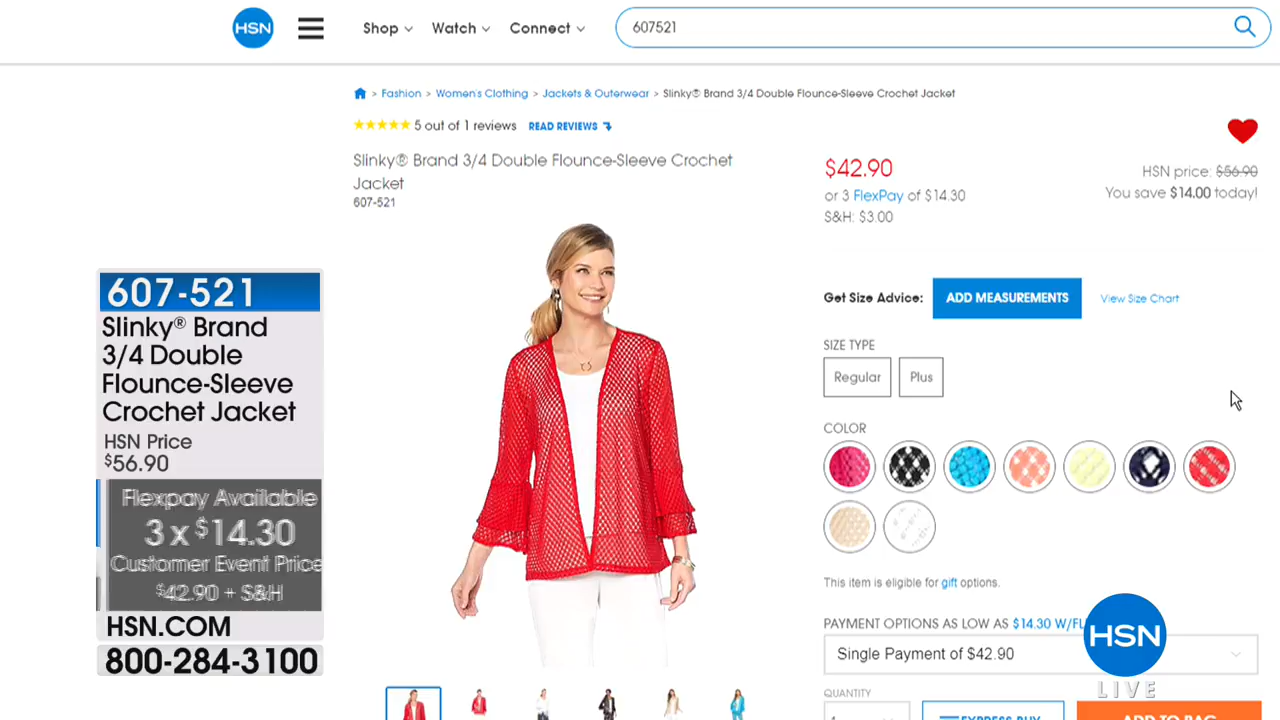 HSN
Shop
Watch
Connect
607521
> Fashion > Women's Clothing > Jackets & Outerwear > Slinky® Brand 3/4 Double Flounce-Sleeve Crochet Jacket
5 out of 1 reviews READ REVIEWS
Slinky® Brand 3/4 Double Flounce-Sleeve Crochet
Jacket
607-521
$42.90
or 3 FlexPay of $14.30
S&H: $3.00
HSN price: $56.90
You save $14.00 today!
Get Size Advice: ADD MEASUREMENTS View Size Chart
SIZE TYPE
Regular
Plus
COLOR
This item is eligible for gift options.
PAYMENT OPTIONS AS LOW AS $14.30 W/FL
Single Payment of $42.90
QUANTITY
1
EXPRESS BUY
ADD TO BAG
607-521
Slinky® Brand
3/4 Double
Flounce-Sleeve
Crochet Jacket
HSN Price
$56.90
Flexpay Available
3 x $14.30
Customer Event Price
$42.90 + S&H
HSN.COM
800-284-3100
HSN
LIVE